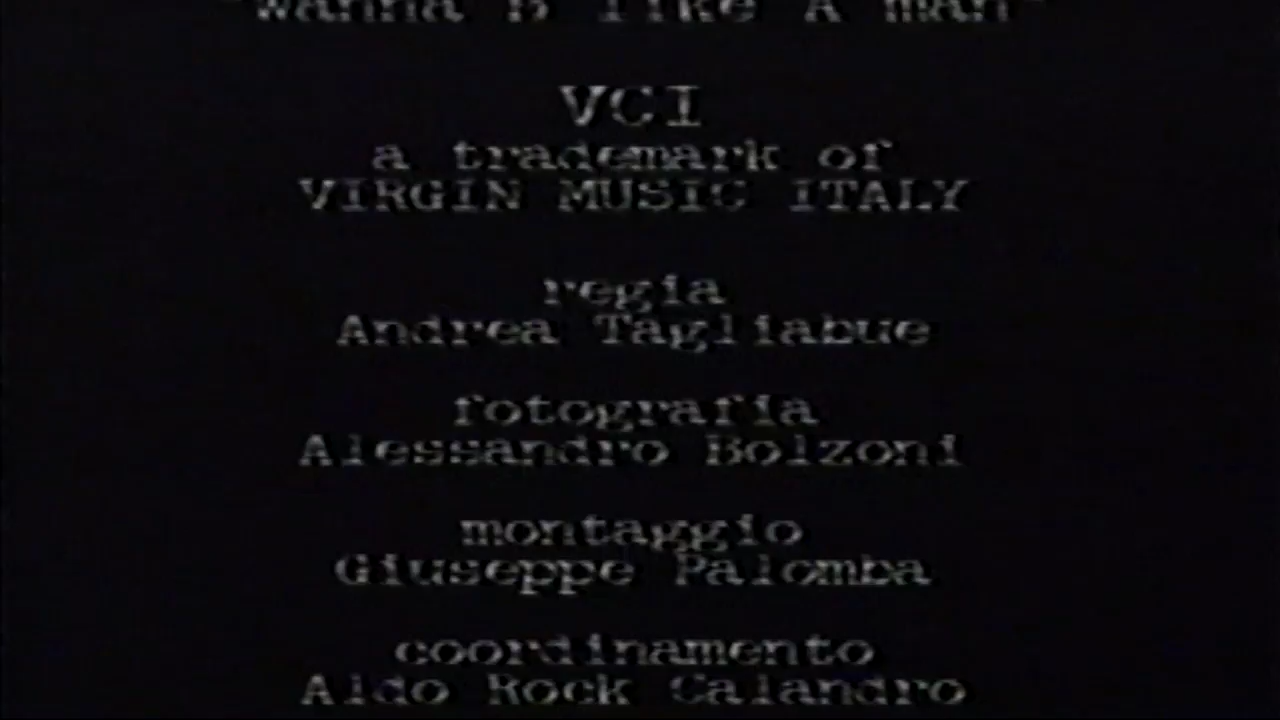 "Wanna B like A man"
VCI
a trademark of
VIRGIN MUSIC ITALY
regia
Andrea Tagliabue
fotografia
Alessandro Bolzoni
montaggio
Giuseppe Palomba
coordinamento
Aldo Rock Calandro